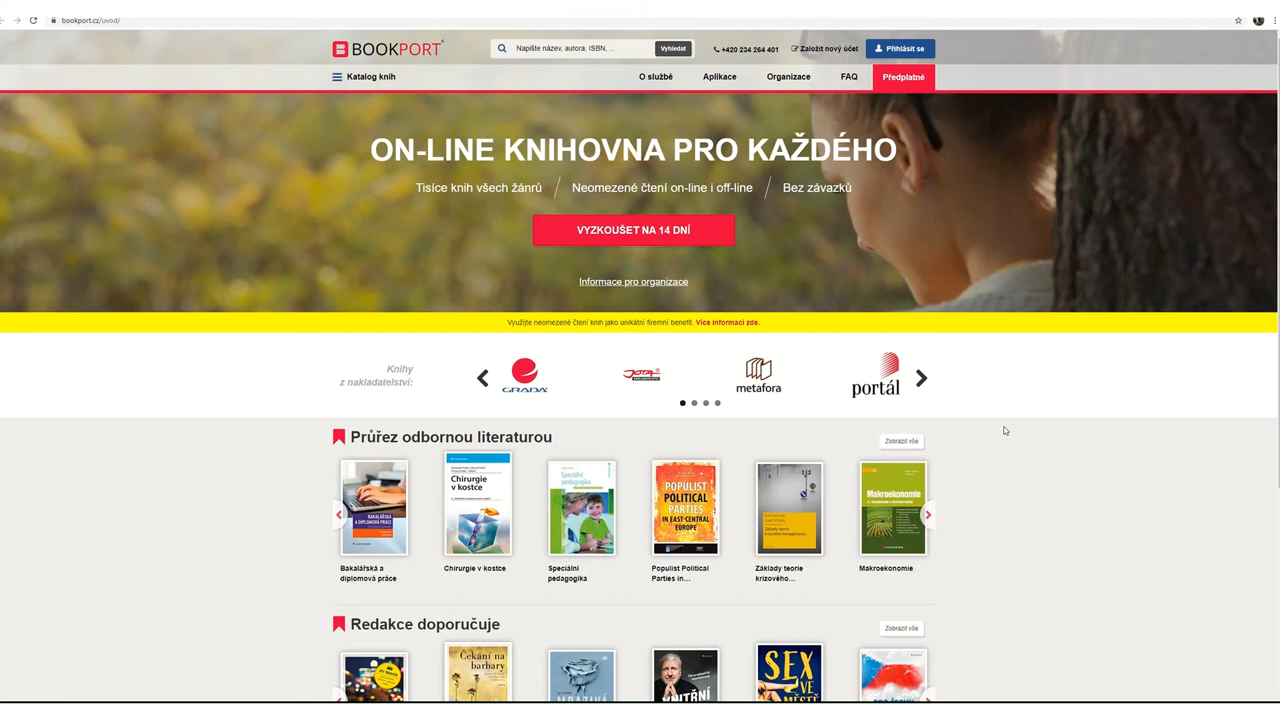 bookport.cz/uvod/
BOOKPORT
Napište název, autora, ISBN, ...
Vyhledat
+420 234 264 401
Založit nový účet
Přihlásit se
Katalog knih
O službě
Aplikace
Organizace
FAQ
Předplatné
ON-LINE KNIHOVNA PRO KAŽDÉHO
Tisíce knih všech žánrů
Neomezené čtení on-line i off-line
Bez závazků
VYZKOUŠET NA 14 DNÍ
Informace pro organizace
Využijte neomezené čtení knih jako unikátní firemní benefit. Více informací zde.
Knihy
z nakladatelství:
GRADA
JOTA
metafora
portál
Průřez odbornou literaturou
Zobrazit vše
BAKALÁŘSKÁ
A DIPLOMOVÁ PRÁCE
Chirurgie
v kostce
Speciální
pedagogika
POPULIST
POLITICAL
PARTIES
IN EAST-CENTRAL
EUROPE
Makroekonomie
Bakalářská a
diplomová práce
Chirurgie v kostce
Speciální
pedagogika
Populist Political
Parties in...
Základy teorie
krizového...
Makroekonomie
Redakce doporučuje
Zobrazit vše
Čekání na
barbary
MRAZIVÁ
VNITŘNÍ
SEX
VE
MĚSTĚ